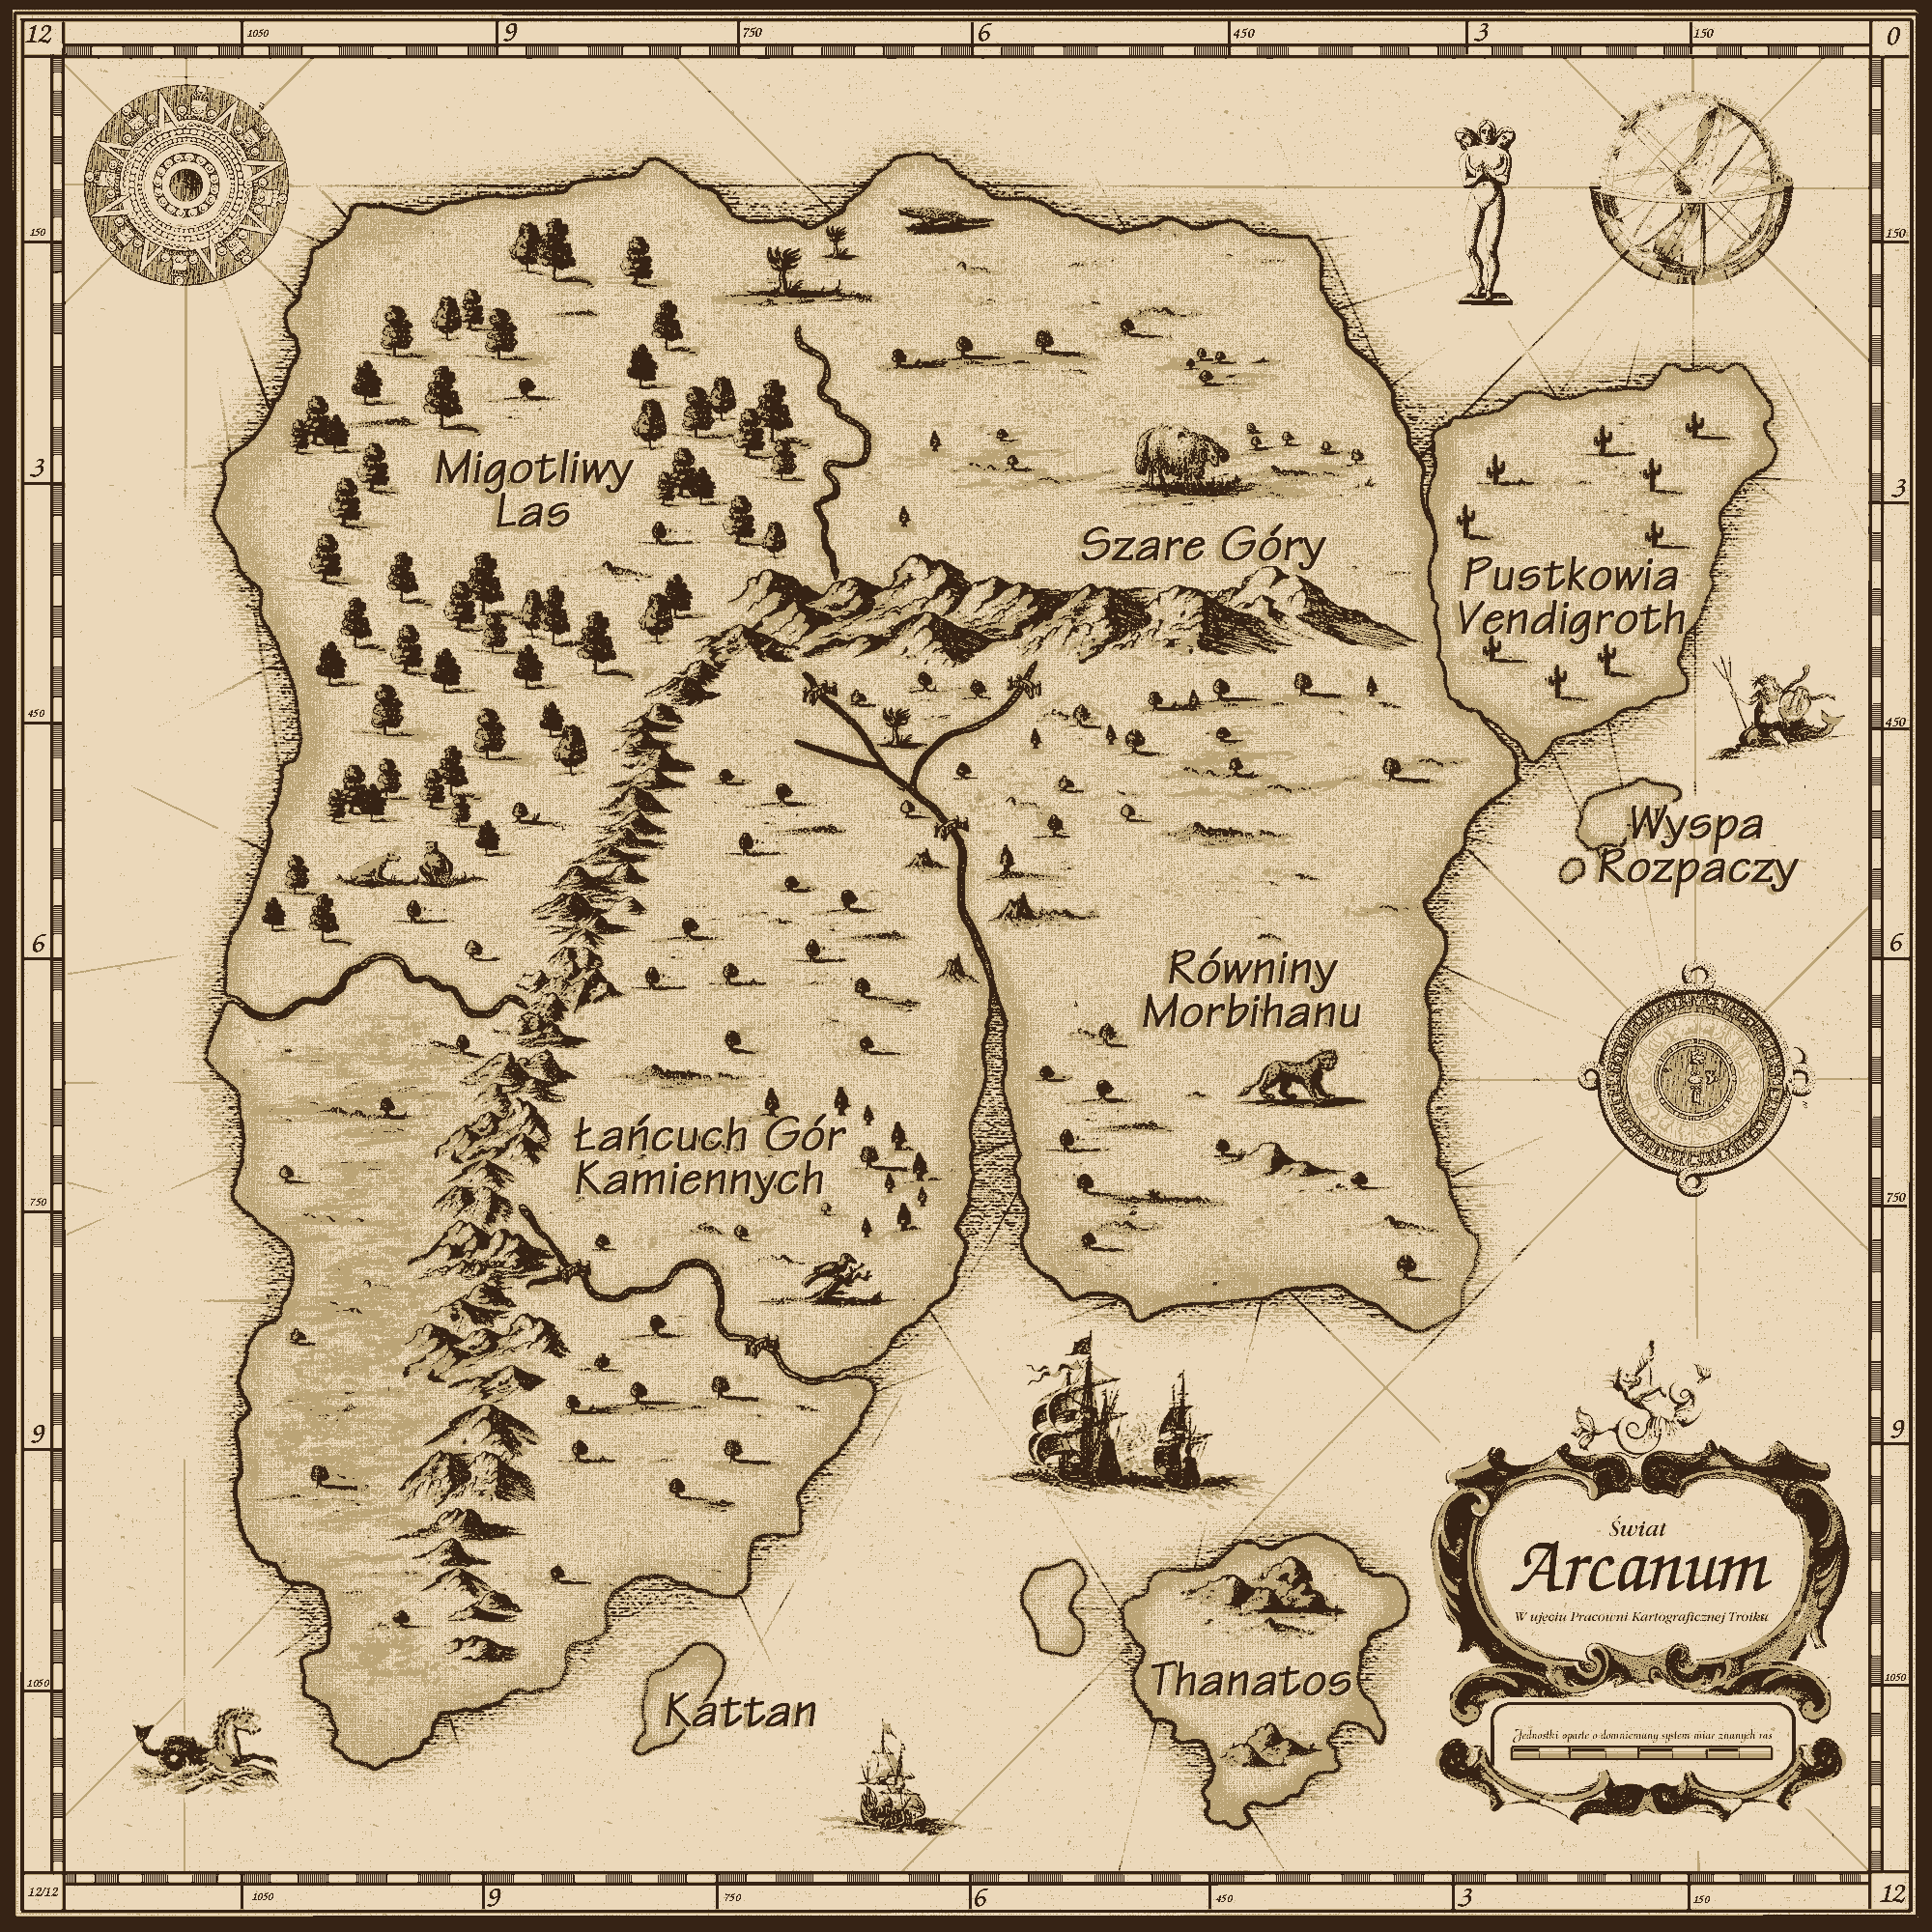 12 1050 9 750 6 450 3 150 0
150 150
3 3
Migotliwy
Las
Szare Góry
Pustkowia
Vendigroth
450 450
Wyspa
Rozpaczy
6 6
Równiny
Morbihanu
Łańcuch Gór
Kamiennych
750 750
9 9
Świat
Arcanum
W ujęciu Pracowni Kartograficznej Troika
1050 1050
Thanatos
Kattan
Jednostki oparte o domniemany system miar znanych ras
12/12 1050 9 750 6 450 3 150 12